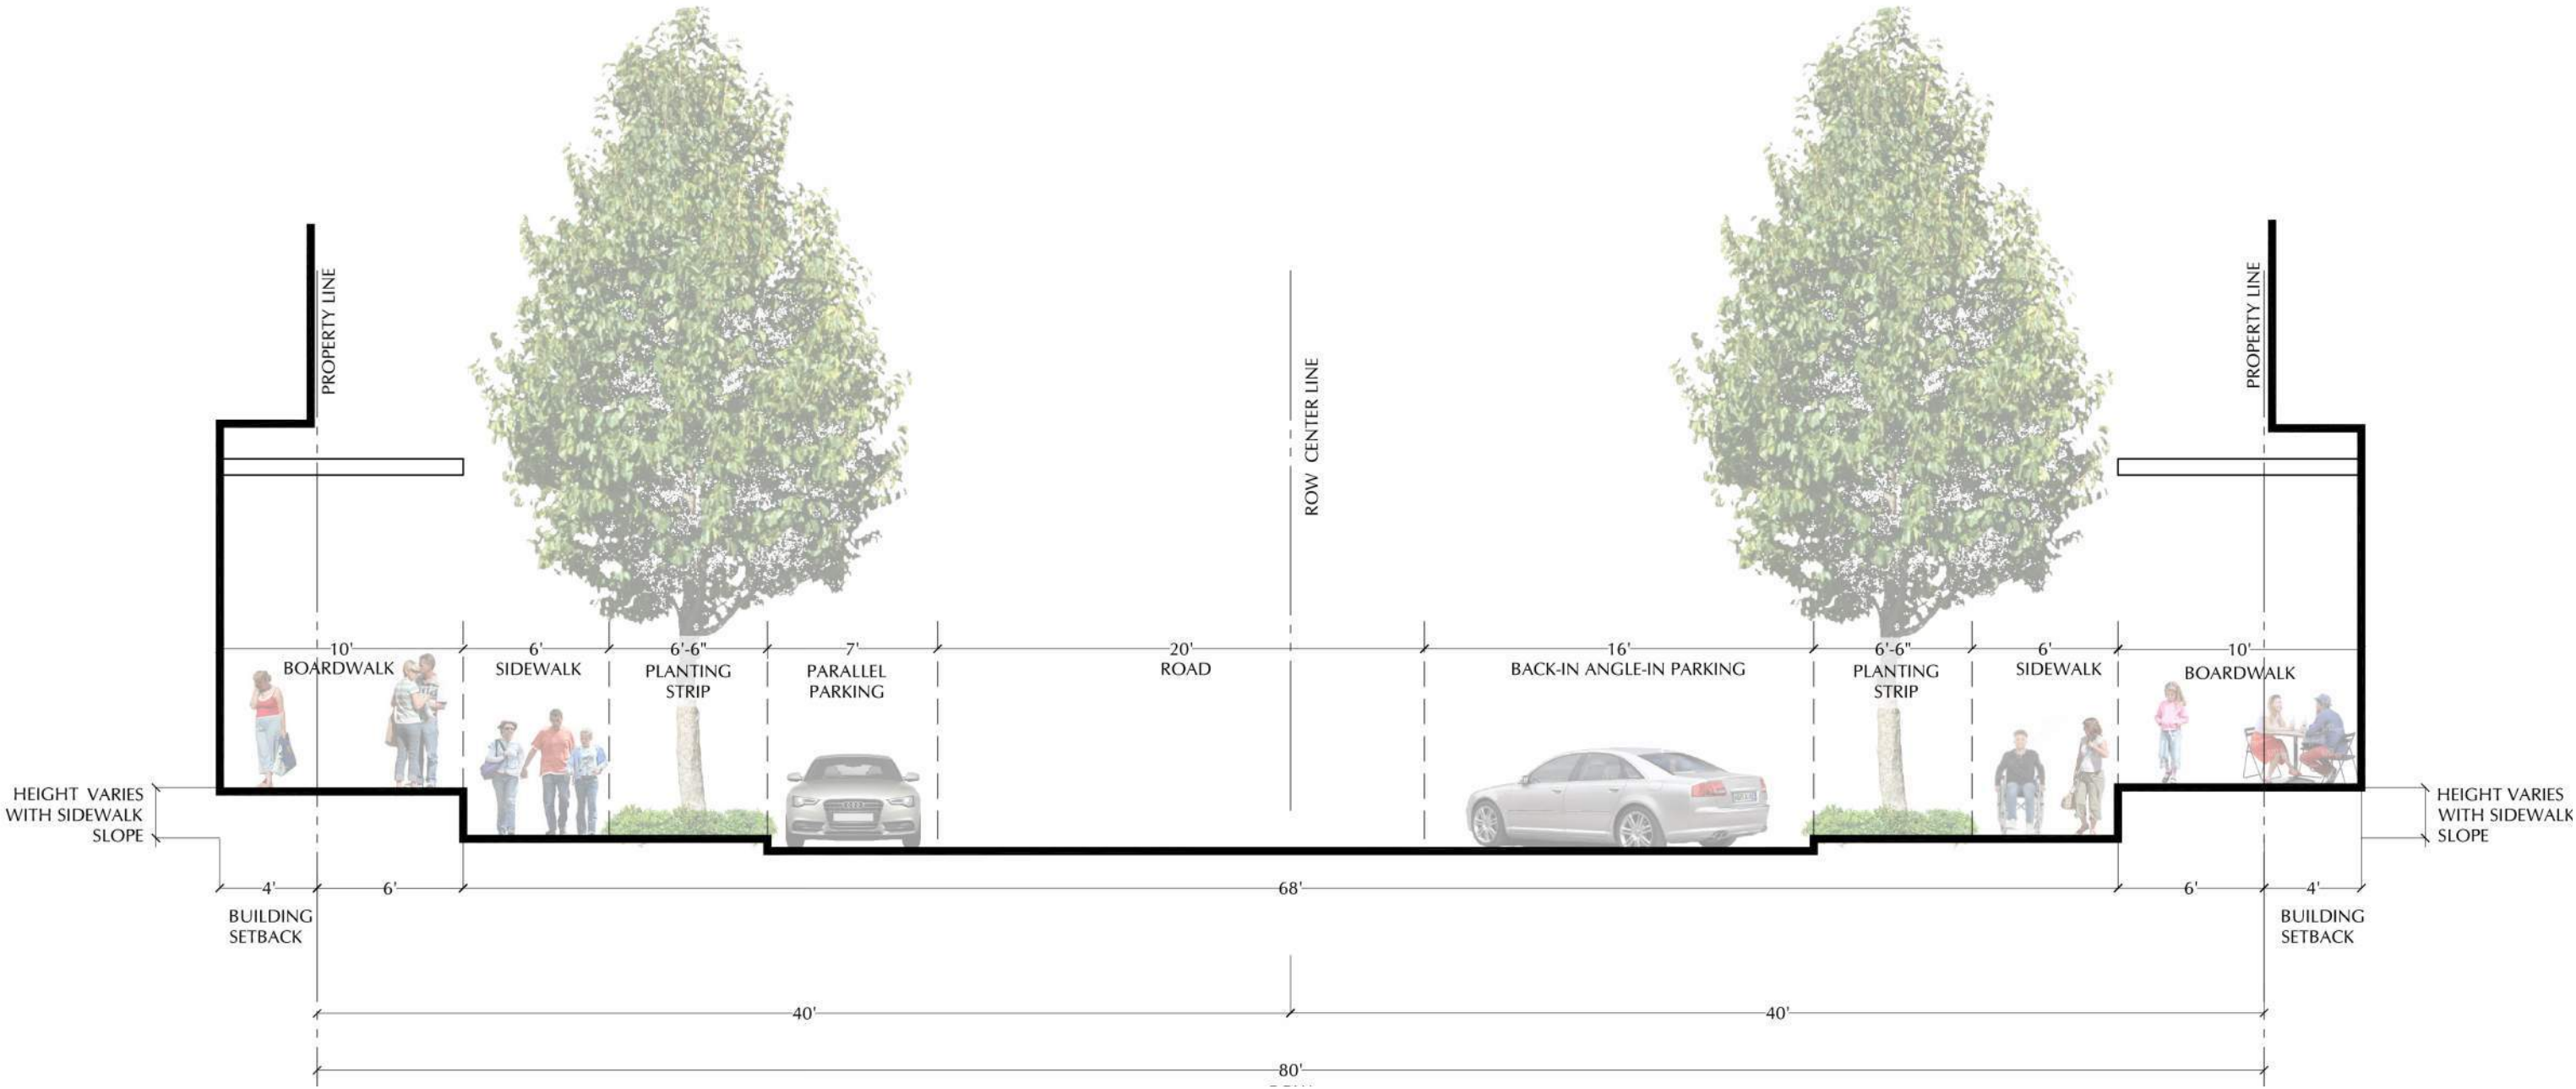 PROPERTY LINE
ROW CENTER LINE
PROPERTY LINE
10'
BOARDWALK
6'
SIDEWALK
6'-6"
PLANTING
STRIP
7'
PARALLEL
PARKING
20'
ROAD
16'
BACK-IN ANGLE-IN PARKING
6'-6"
PLANTING
STRIP
6'
SIDEWALK
10'
BOARDWALK
HEIGHT VARIES
WITH SIDEWALK
SLOPE
HEIGHT VARIES
WITH SIDEWALK
SLOPE
4'
6'
68'
6'
4'
BUILDING
SETBACK
BUILDING
SETBACK
40'
40'
80'